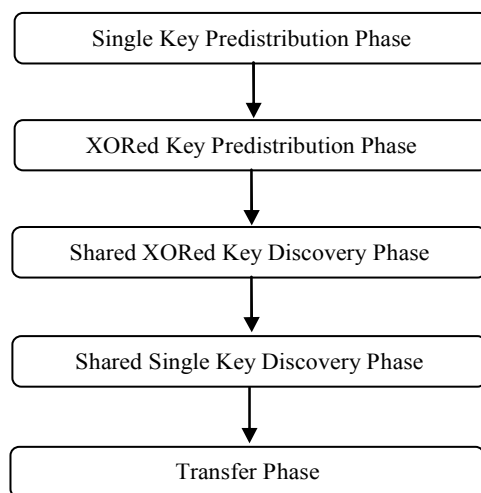 Single Key Predistribution Phase
XORed Key Predistribution Phase
Shared XORed Key Discovery Phase
Shared Single Key Discovery Phase
Transfer Phase